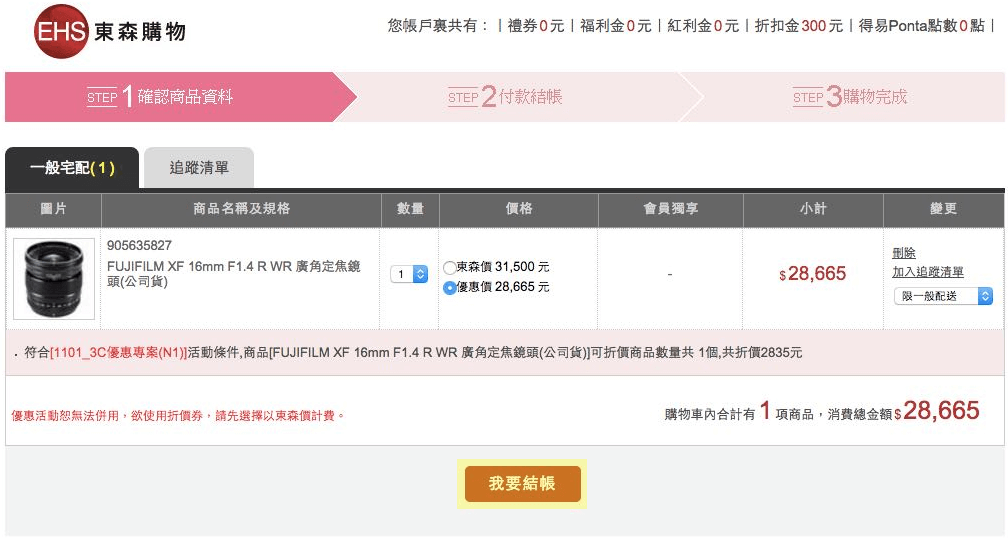 EHS 東森購物
您帳戶裏共有：｜禮券0元｜福利金0元｜紅利金0元｜折扣金300元｜得易Ponta點數0點｜
STEP 1 確認商品資料 STEP 2 付款結帳 STEP 3 購物完成
一般宅配(1) 追蹤清單
圖片 商品名稱及規格 數量 價格 會員獨享 小計 變更
905635827
FUJIFILM XF 16mm F1.4 R WR 廣角定焦鏡
頭(公司貨)
1
東森價 31,500 元
優惠價 28,665 元
-
$28,665
刪除
加入追蹤清單
限一般配送
．符合[1101_3C優惠專案(N1)]活動條件,商品[FUJIFILM XF 16mm F1.4 R WR 廣角定焦鏡頭(公司貨)]可折價商品數量共 1個,共折價2835元
優惠活動恕無法併用，欲使用折價券，請先選擇以東森價計費。
購物車內合計有 1 項商品，消費總金額$28,665
我要結帳